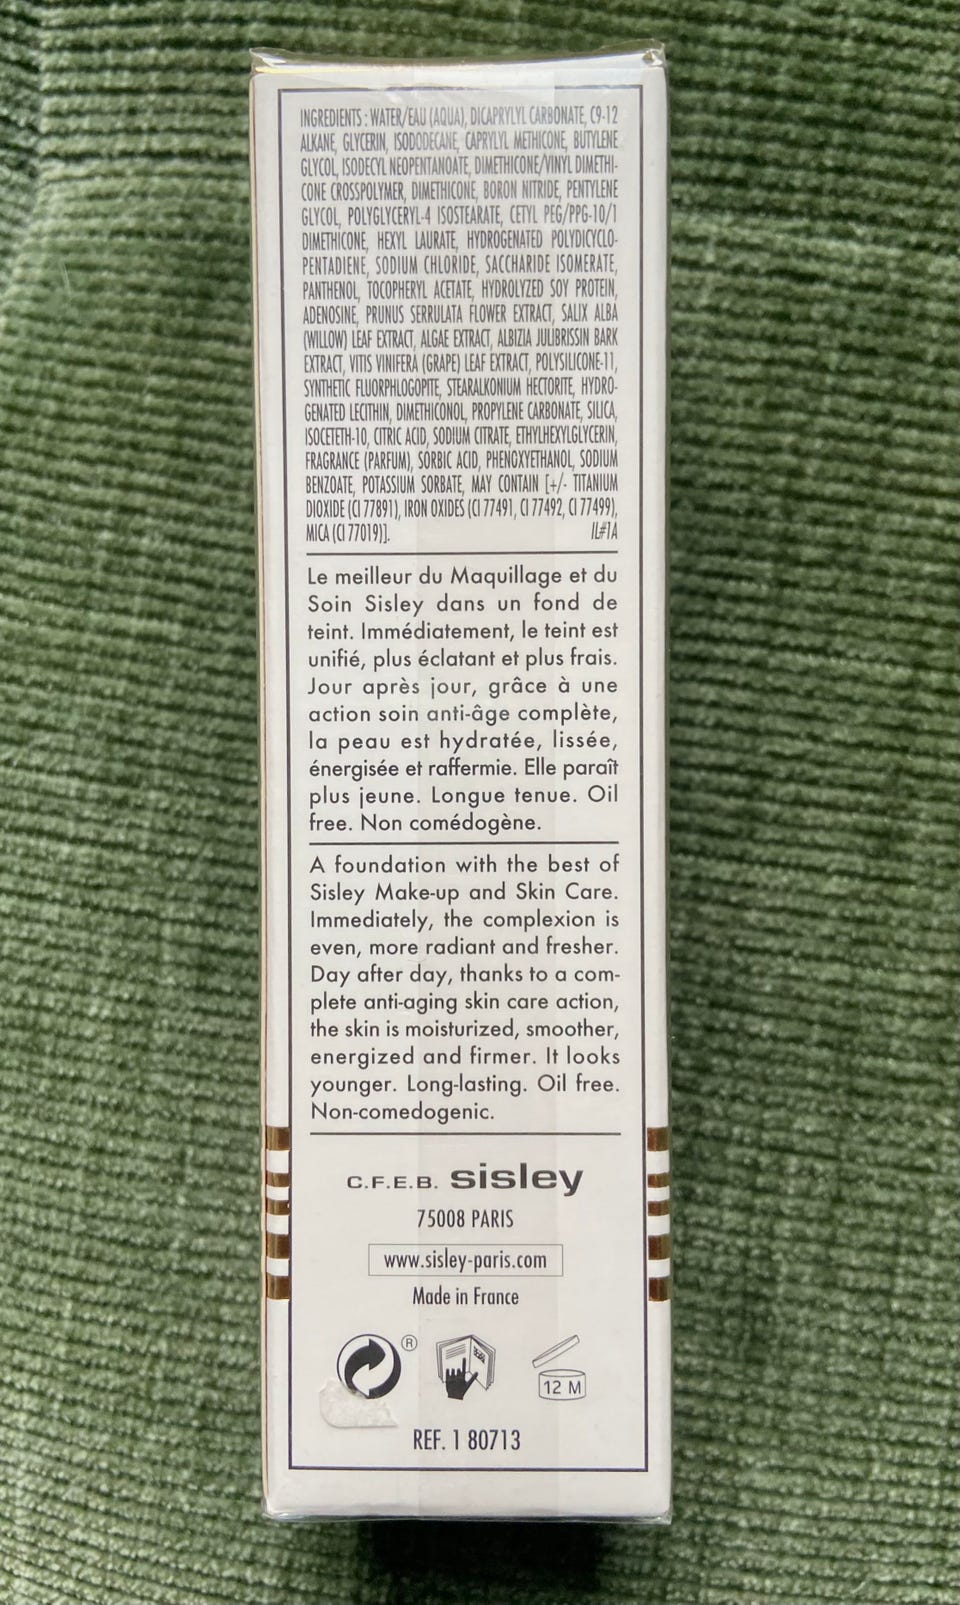 INGREDIENTS : WATER/EAU (AQUA), DICAPRYLYL CARBONATE, C9-12
ALKANE, GLYCERIN, ISODODECANE, CAPRYLYL METHICONE, BUTYLENE
GLYCOL, ISODECYL NEOPENTANOATE, DIMETHICONE/VINYL DIMETHI-
CONE CROSSPOLYMER, DIMETHICONE, BORON NITRIDE, PENTYLENE
GLYCOL, POLYGLYCERYL-4 ISOSTEARATE, CETYL PEG/PPG-10/1
DIMETHICONE, HEXYL LAURATE, HYDROGENATED POLYDICYCLO-
PENTADIENE, SODIUM CHLORIDE, SACCHARIDE ISOMERATE,
PANTHENOL, TOCOPHERYL ACETATE, HYDROLYZED SOY PROTEIN,
ADENOSINE, PRUNUS SERRULATA FLOWER EXTRACT, SALIX ALBA
(WILLOW) LEAF EXTRACT, ALGAE EXTRACT, ALBIZIA JULIBRISSIN BARK
EXTRACT, VITIS VINIFERA (GRAPE) LEAF EXTRACT, POLYSILICONE-11,
SYNTHETIC FLUORPHLOGOPITE, STEARALKONIUM HECTORITE, HYDRO-
GENATED LECITHIN, DIMETHICONOL, PROPYLENE CARBONATE, SILICA,
ISOCETETH-10, CITRIC ACID, SODIUM CITRATE, ETHYLHEXYLGLYCERIN,
FRAGRANCE (PARFUM), SORBIC ACID, PHENOXYETHANOL, SODIUM
BENZOATE, POTASSIUM SORBATE, MAY CONTAIN [+/- TITANIUM
DIOXIDE (CI 77891), IRON OXIDES (CI 77491, CI 77492, CI 77499),
MICA (CI 77019)]. IL#1A
Le meilleur du Maquillage et du
Soin Sisley dans un fond de
teint. Immédiatement, le teint est
unifié, plus éclatant et plus frais.
Jour après jour, grâce à une
action soin anti-âge complète,
la peau est hydratée, lissée,
énergisée et raffermie. Elle paraît
plus jeune. Longue tenue. Oil
free. Non comédogène.
A foundation with the best of
Sisley Make-up and Skin Care.
Immediately, the complexion is
even, more radiant and fresher.
Day after day, thanks to a com-
plete anti-aging skin care action,
the skin is moisturized, smoother,
energized and firmer. It looks
younger. Long-lasting. Oil free.
Non-comedogenic.
C.F.E.B. sisley
75008 PARIS
www.sisley-paris.com
Made in France
®
12 M
REF. 1 80713